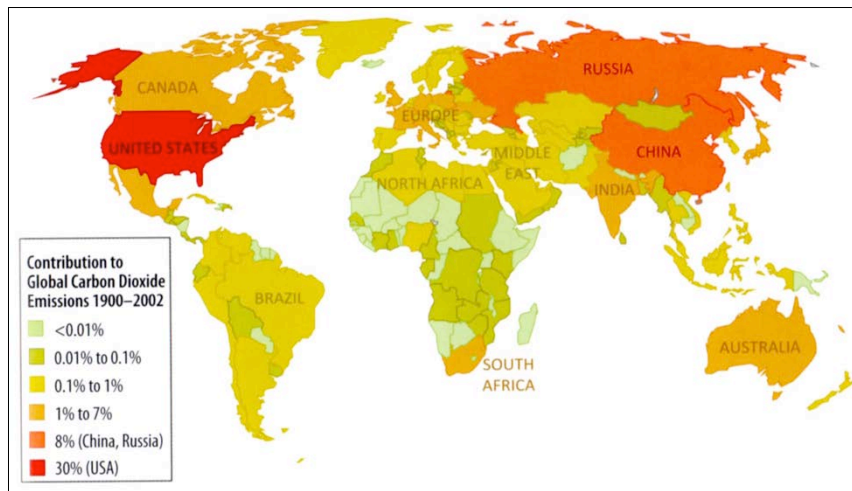 RUSSIA
CANADA
EUROPE
UNITED STATES
CHINA
MIDDLE
EAST
NORTH AFRICA
INDIA
BRAZIL
AUSTRALIA
SOUTH
AFRICA
Contribution to
Global Carbon Dioxide
Emissions 1900–2002
<0.01%
0.01% to 0.1%
0.1% to 1%
1% to 7%
8% (China, Russia)
30% (USA)